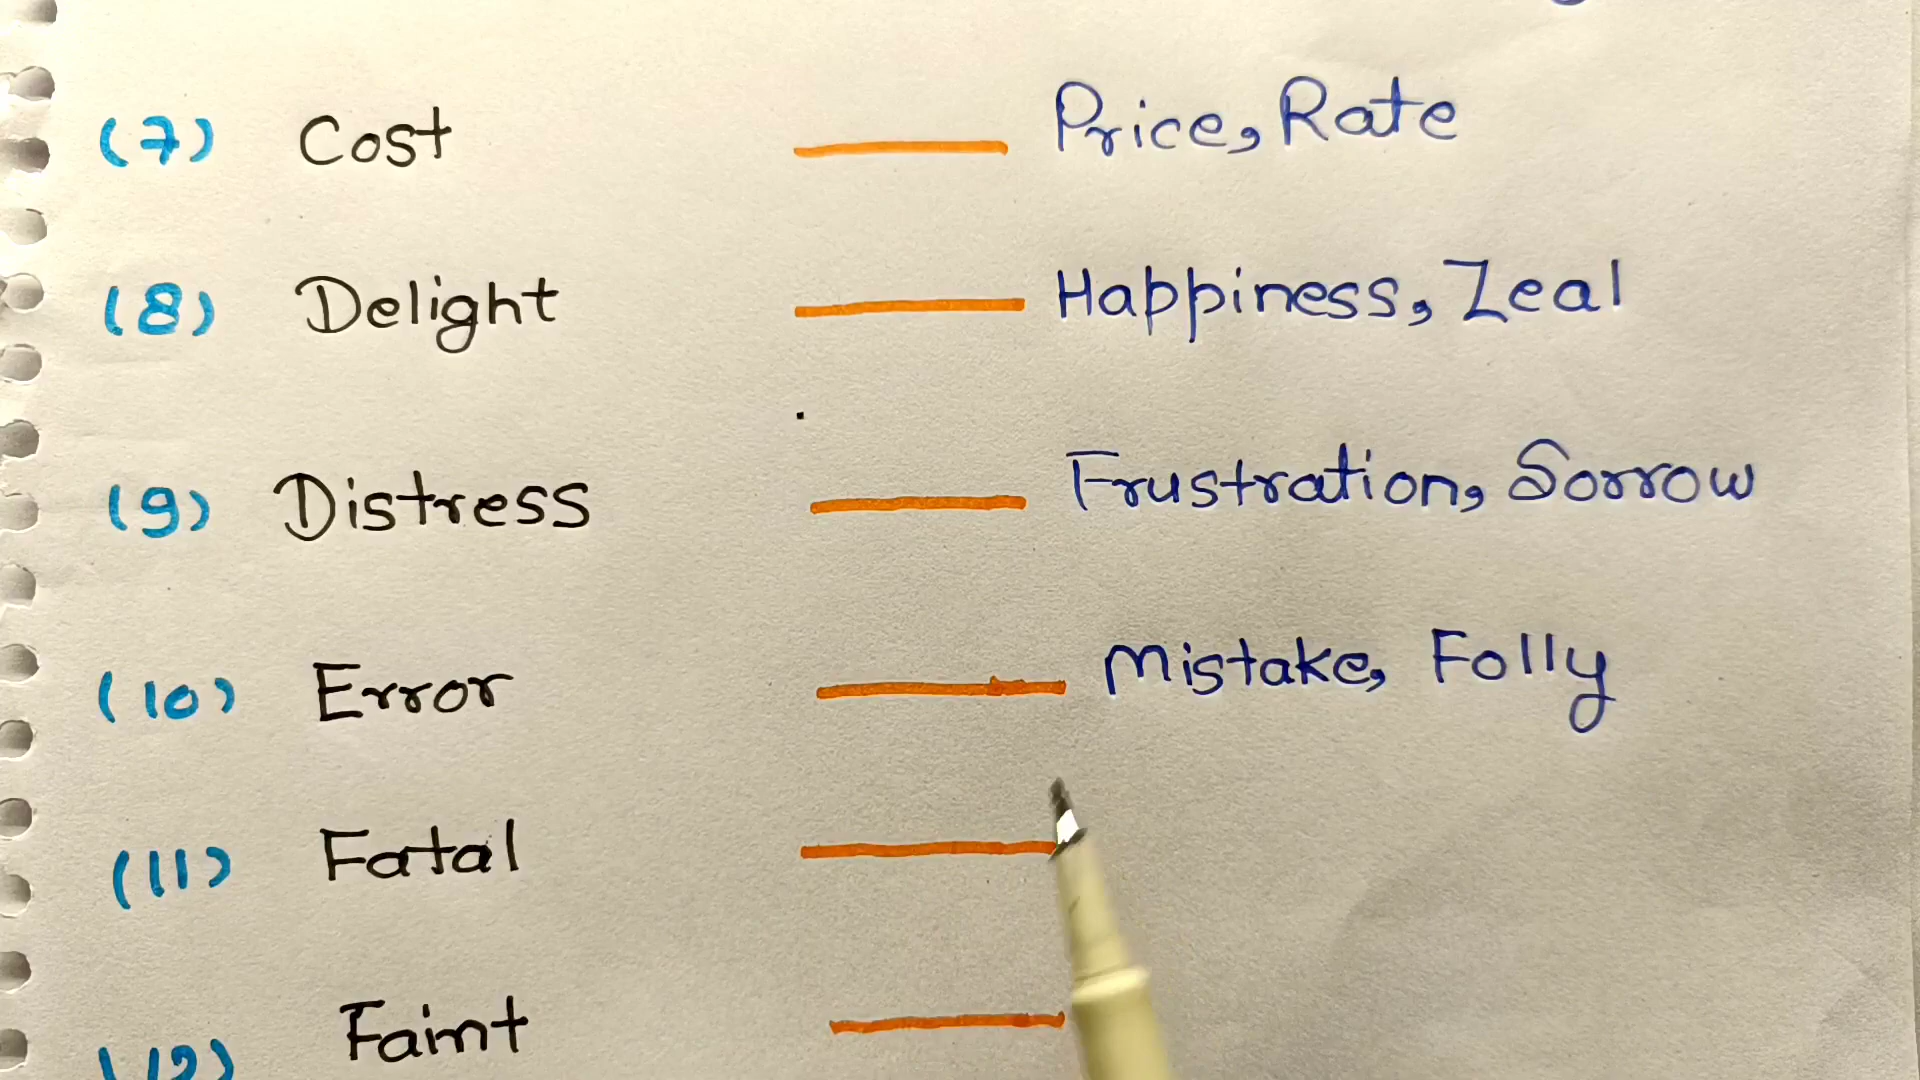 (7) Cost — Price, Rate
(8) Delight — Happiness, Zeal
(9) Distress — Frustration, Sorrow
(10) Error — Mistake, Folly
(11) Fatal —
(12) Faint —